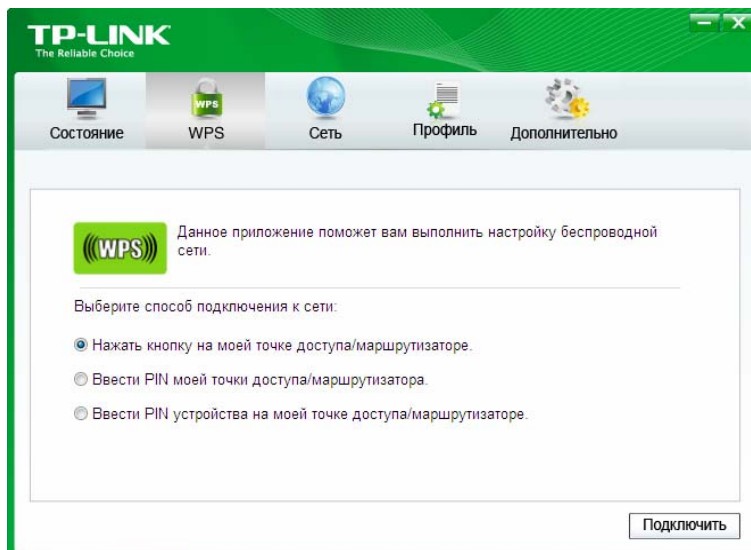 TP-LINK
The Reliable Choice
Состояние
WPS
WPS
Сеть
Профиль
Дополнительно
WPS
Данное приложение поможет вам выполнить настройку беспроводной
сети.
Выберите способ подключения к сети:
Нажать кнопку на моей точке доступа/маршрутизаторе.
Ввести PIN моей точки доступа/маршрутизатора.
Ввести PIN устройства на моей точке доступа/маршрутизаторе.
Подключить